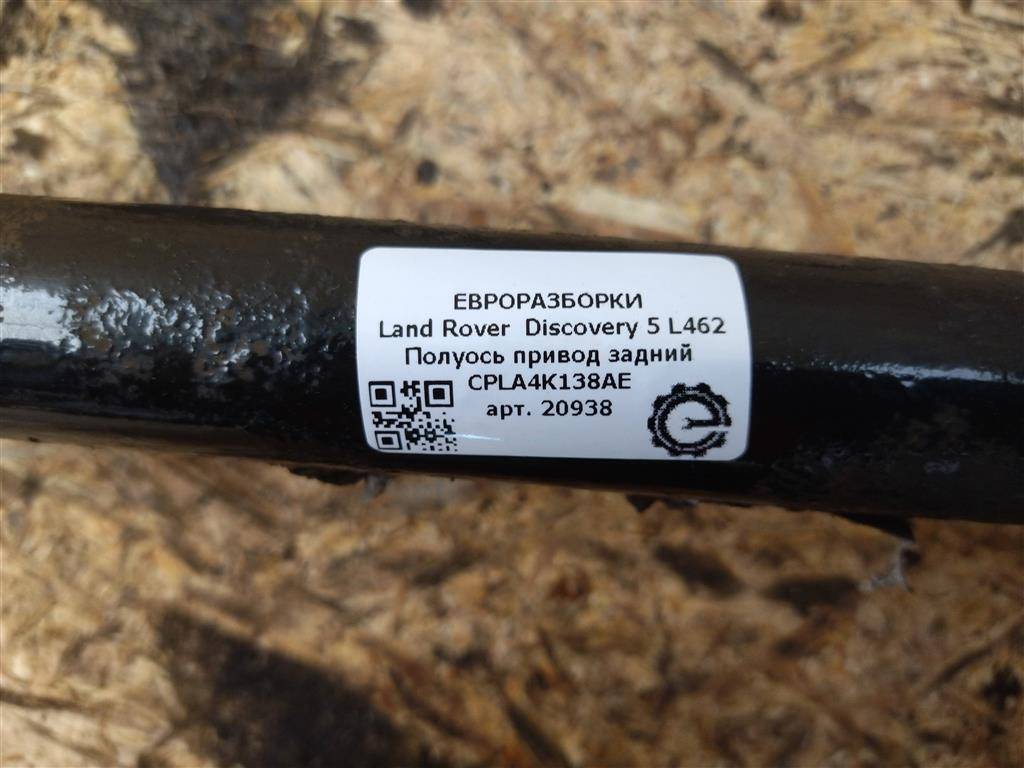 ЕВРОРАЗБОРКИ
Land Rover Discovery 5 L462
Полуось привод задний
CPLA4K138AE
арт. 20938